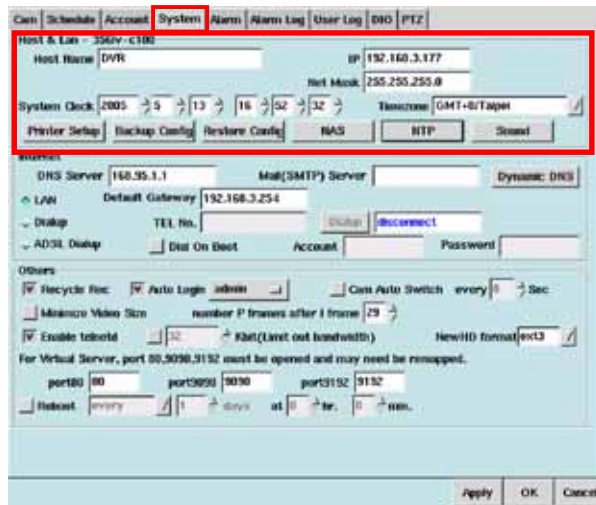 Cam Schedule Account System Alarm Alarm Log User Log DIO PTZ
Host & Lan - 356iv-c100
Host Name DVR IP 192.168.3.177
Net Mask 255.255.255.0
System Clock 2005 5 13 16 52 32 Timezone GMT+8/Taipei
Printer Setup Backup Config Restore Config NAS NTP Sound
Internet
DNS Server 168.95.1.1 Mail(SMTP) Server Dynamic DNS
LAN Default Gateway 192.168.3.254
Dialup TEL No. Dialup disconnect
ADSL Dialup Dial On Boot Account Password
Others
Recycle Rec Auto Login admin Cam Auto Switch every Sec
Minimize Video Size number P frames after I frame 29
Enable telnetd 32 Kbit(Limit out bandwidth) NewHD format ext3
For Virtual Server, port 80,9090,9192 must be opened and may need be remapped.
port80 80 port9090 9090 port9192 9192
Reboot every 1 days at 0 hr. 0 min.
Apply OK Cancel